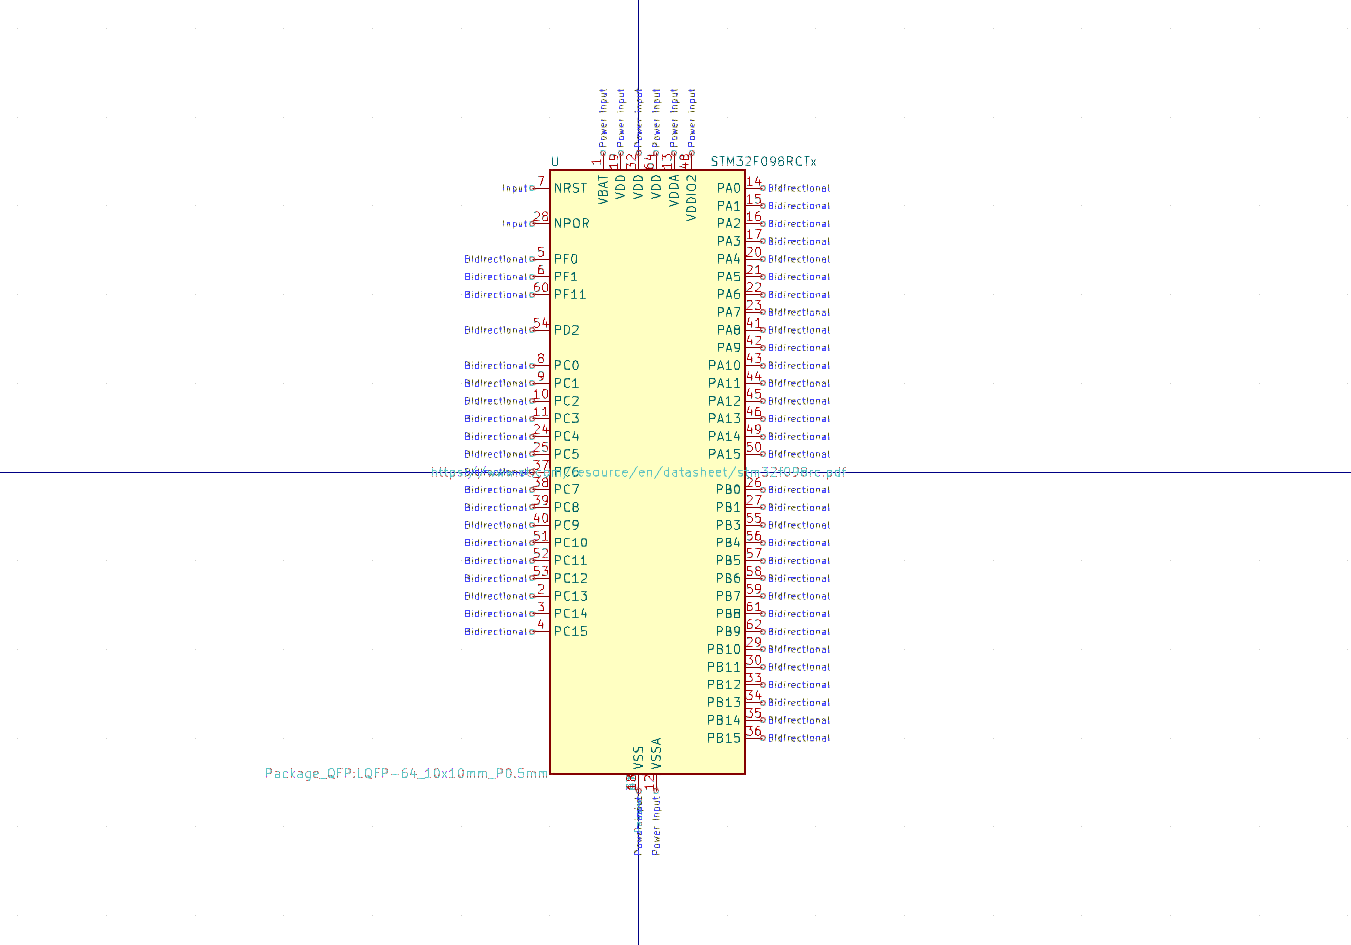 Power Input Power Input Power Input Power Input Power Input Power Input
1 19 32 64 13 48
U STM32F098RCTx
VBAT VDD VDD VDD VDDA VDDIO2
Input 7 NRST PA0 14 Bidirectional
PA1 15 Bidirectional
Input 28 NPOR PA2 16 Bidirectional
PA3 17 Bidirectional
Bidirectional 5 PF0 PA4 20 Bidirectional
Bidirectional 6 PF1 PA5 21 Bidirectional
Bidirectional 60 PF11 PA6 22 Bidirectional
PA7 23 Bidirectional
Bidirectional 54 PD2 PA8 41 Bidirectional
PA9 42 Bidirectional
Bidirectional 8 PC0 PA10 43 Bidirectional
Bidirectional 9 PC1 PA11 44 Bidirectional
Bidirectional 10 PC2 PA12 45 Bidirectional
Bidirectional 11 PC3 PA13 46 Bidirectional
Bidirectional 24 PC4 PA14 49 Bidirectional
Bidirectional 25 PC5 PA15 50 Bidirectional
37 PC6
Bidirectional 38 PC7 PB0 26 Bidirectional
Bidirectional 39 PC8 PB1 27 Bidirectional
Bidirectional 40 PC9 PB3 55 Bidirectional
Bidirectional 51 PC10 PB4 56 Bidirectional
Bidirectional 52 PC11 PB5 57 Bidirectional
Bidirectional 53 PC12 PB6 58 Bidirectional
Bidirectional 2 PC13 PB7 59 Bidirectional
Bidirectional 3 PC14 PB8 61 Bidirectional
Bidirectional 4 PC15 PB9 62 Bidirectional
PB10 29 Bidirectional
PB11 30 Bidirectional
PB12 33 Bidirectional
PB13 34 Bidirectional
PB14 35 Bidirectional
PB15 36 Bidirectional
VSS VSSA
Package_QFP:LQFP-64_10x10mm_P0.5mm
12
Power Input Power Input